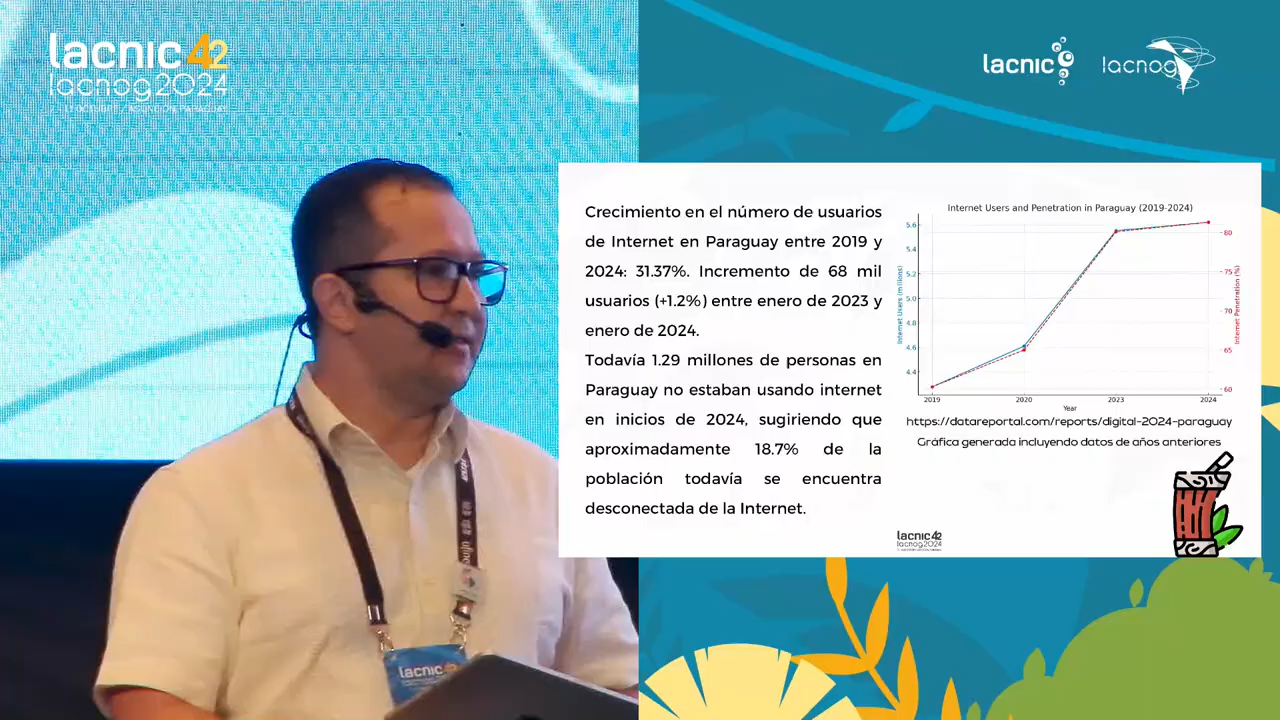 lacnic 42
lacnog2024
lacnic
lacnog
Crecimiento en el número de usuarios
de Internet en Paraguay entre 2019 y
2024: 31.37%. Incremento de 68 mil
usuarios (+1.2%) entre enero de 2023 y
enero de 2024.
Todavía 1.29 millones de personas en
Paraguay no estaban usando internet
en inicios de 2024, sugiriendo que
aproximadamente 18.7% de la
población todavía se encuentra
desconectada de la Internet.
Internet Users and Penetration in Paraguay (2019-2024)
Internet Users (millions)
5.6
5.4
5.2
5.0
4.8
4.6
4.4
80
75
70
65
60
Internet Penetration (%)
2019 2020 2023 2024
Year
https://datareportal.com/reports/digital-2024-paraguay
Gráfica generada incluyendo datos de años anteriores
lacnic 42
lacnog2024
lacnic 42